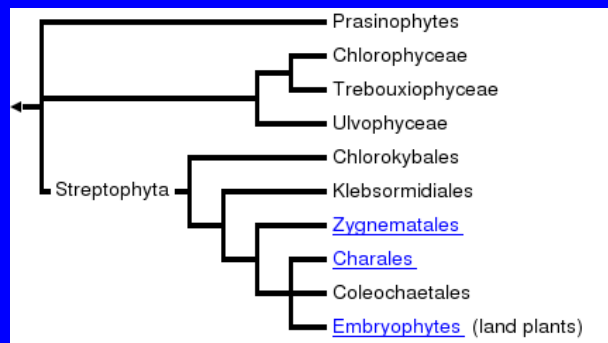 Prasinophytes
Chlorophyceae
Trebouxiophyceae
Ulvophyceae
Chlorokybales
Streptophyta
Klebsormidiales
Zygnematales
Charales
Coleochaetales
Embryophytes (land plants)